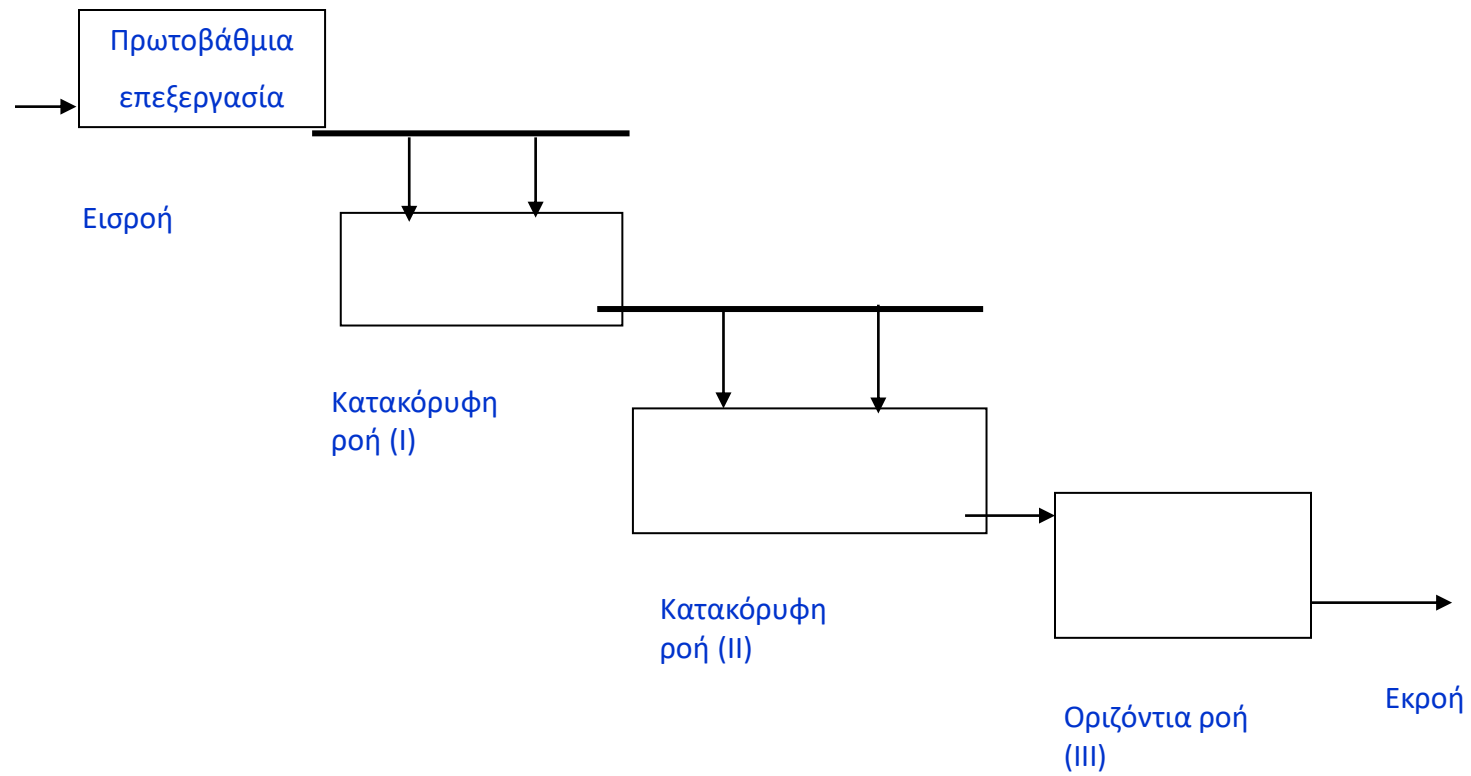 Πρωτοβάθμια
επεξεργασία
Εισροή
Κατακόρυφη
ροή (I)
Κατακόρυφη
ροή (II)
Οριζόντια ροή
(III)
Εκροή